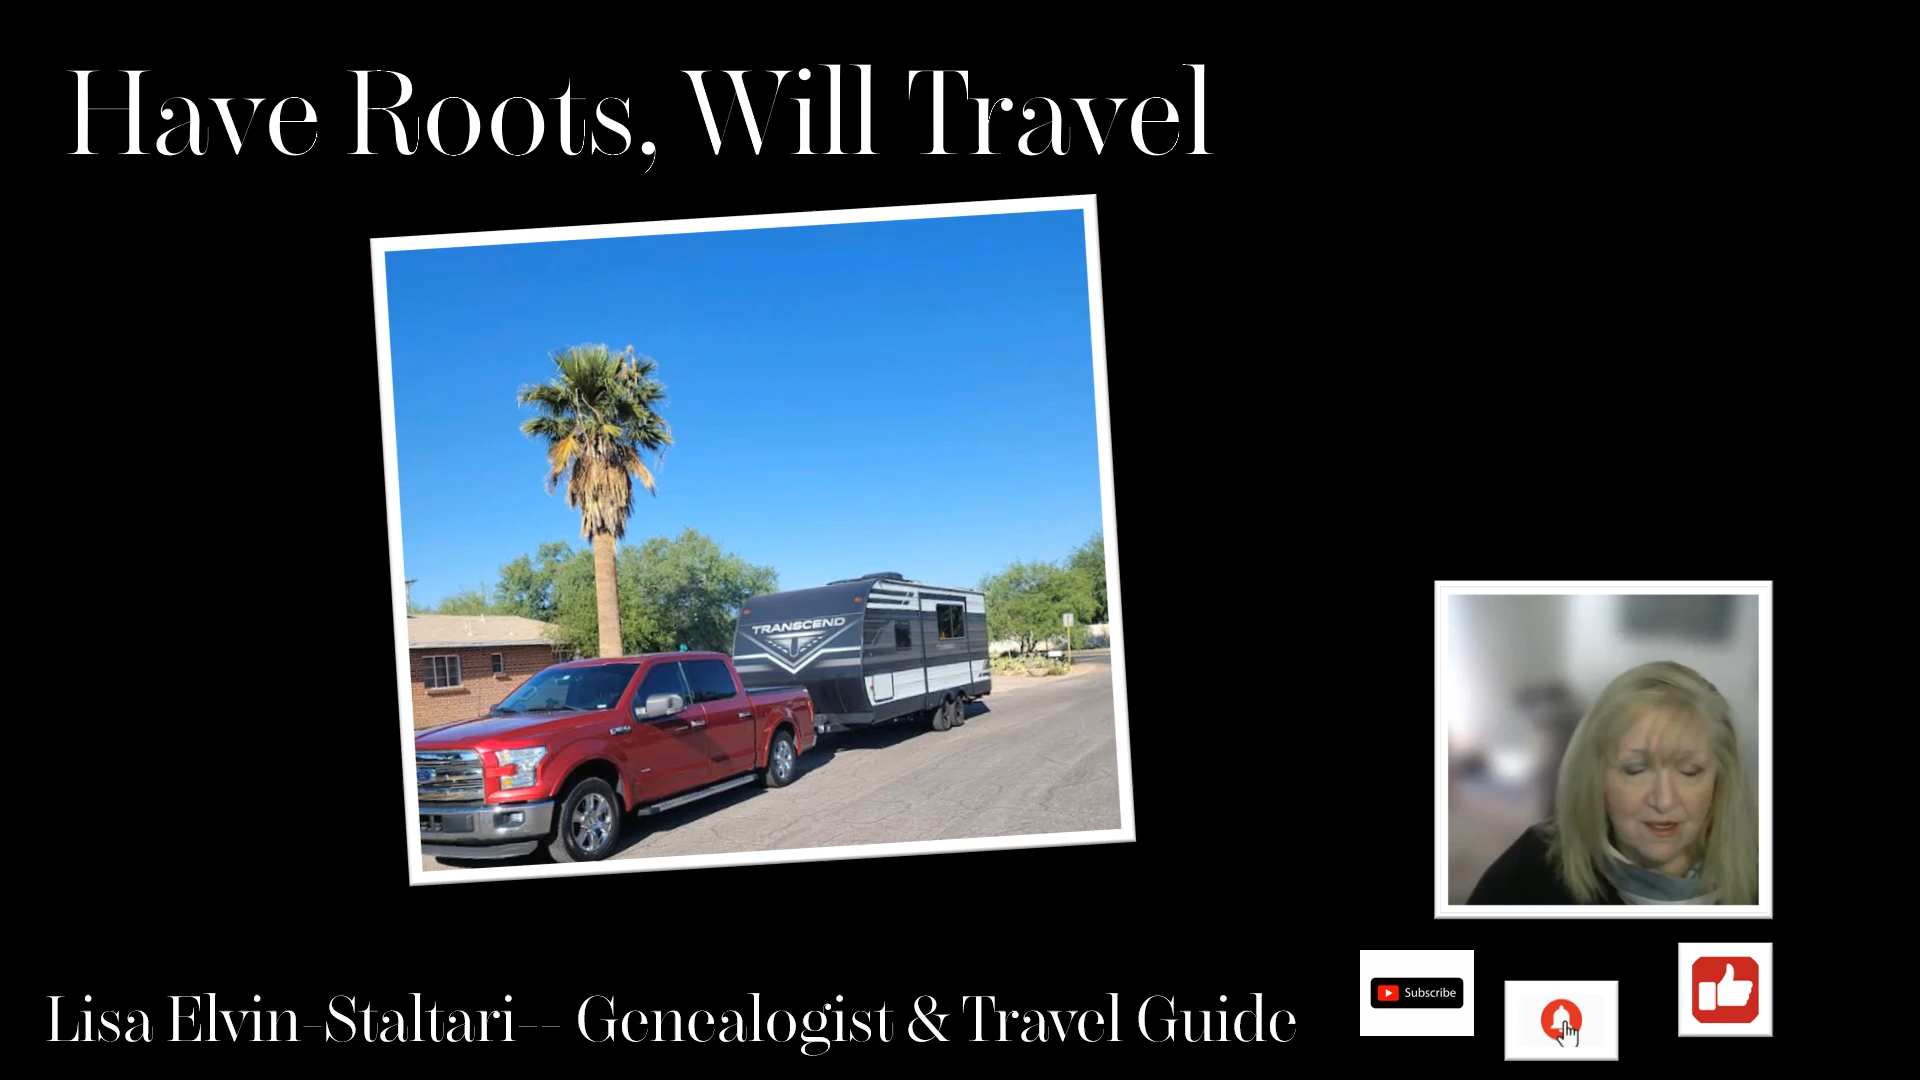 Have Roots, Will Travel
TRANSCEND
Lisa Elvin-Staltari-- Genealogist & Travel Guide
Subscribe